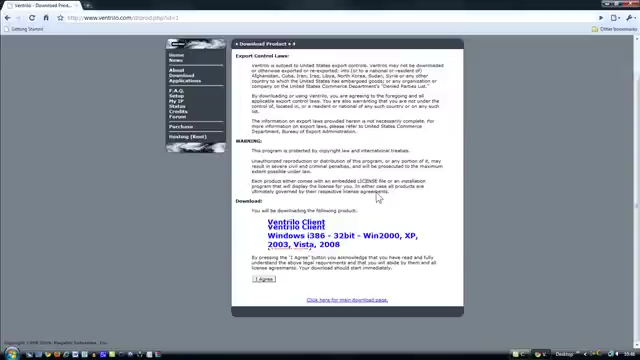 Ventrilo - Download Product...
http://www.ventrilo.com/dlprod.php?id=1
Getting Started
Other bookmarks
Home
News
About
Download
Applications
F.A.Q.
Setup
My IP
Status
Credits
Forum
Purchase
Hosting (Rent)
♦ Download Product ♦ 4
Export Control Laws:
Ventrilo is subject to United States export controls. Ventrilo may not be downloaded
or otherwise exported or re-exported: into (or to a national or resident of)
Afghanistan, Cuba, Iran, Iraq, Libya, North Korea, Sudan, Syria or any other
country to which the United States has embargoed goods; or any organization or
company on the United States Commerce Department's "Denied Parties List".
By downloading or using Ventrilo, you are agreeing to the foregoing and all
applicable export control laws. You are also warranting that you are not under the
control of, located in, or a resident or national of any such country or on any
such list.
The information on export laws provided herein is not necessarily complete. For
more information on export laws, please refer to United States Commerce
Department, Bureau of Export Administration.
WARNING:
This program is protected by copyright law and international treaties.
Unauthorized reproduction or distribution of this program, or any portion of it, may
result in severe civil and criminal penalties, and will be prosecuted to the maximum
extent possible under law.
Each product either comes with an embedded LICENSE file or an installation
program that will display the license for you. In either case all products are
ultimately governed by their respective license agreements.
Download:
You will be downloading the following product.
Ventrilo Client
Ventrilo Client
Windows i386 - 32bit - Win2000, XP,
2003, Vista, 2008
By pressing the "I Agree" button you acknowledge that you have read and fully
understand the above legal requirements and that you will abide by them and all
license agreements. Your download should start immediately.
I Agree
Click here for main download page.
Desktop
10:46